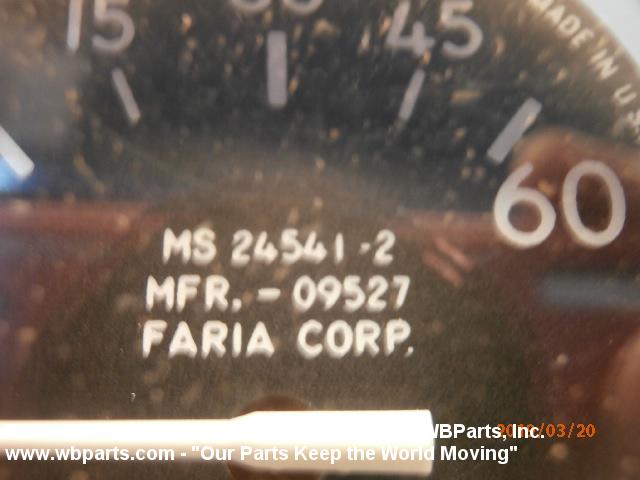 15 30 45
MADE IN U.S.
60
MS 24541-2
MFR. - 09527
FARIA CORP.
WBParts, Inc.
www.wbparts.com - "Our Parts Keep the World Moving"